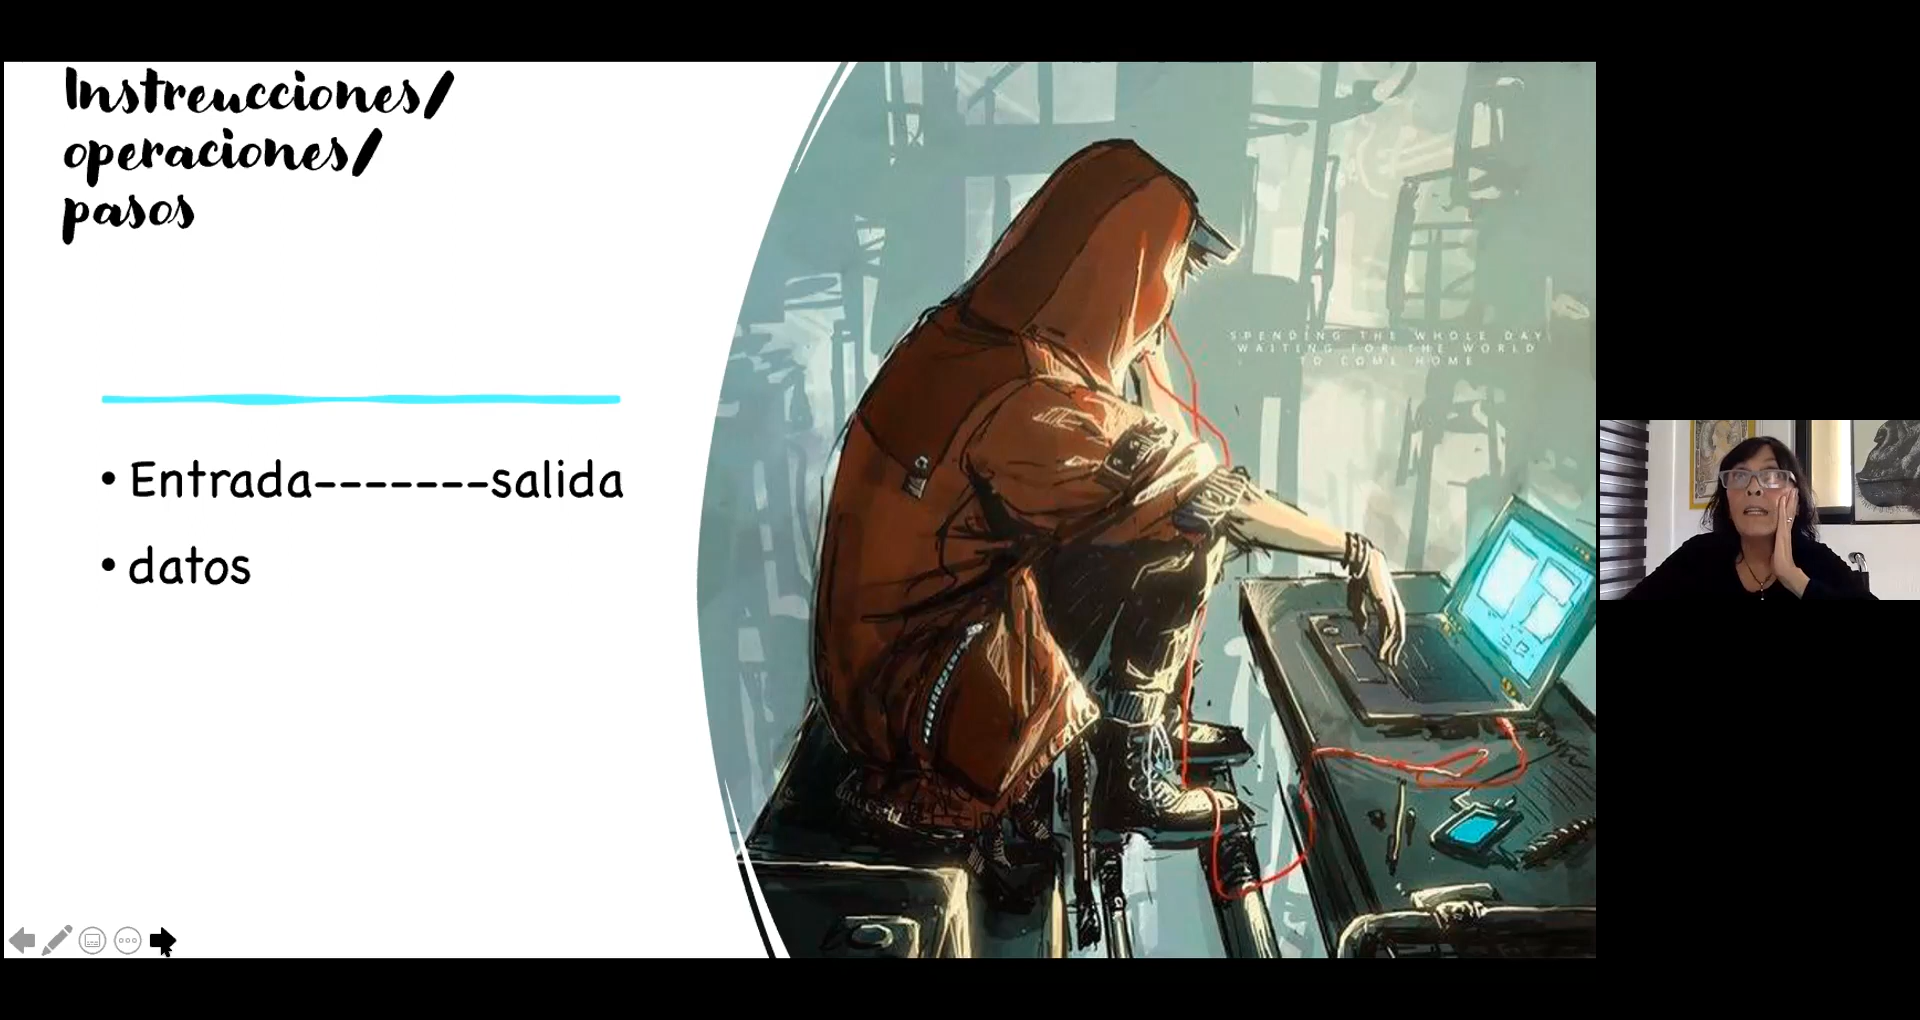 Instreucciones/
operaciones/
pasos
• Entrada-------salida
• datos
SPENDING THE WHOLE DAY
WAITING FOR THE WORLD
TO COME HOME